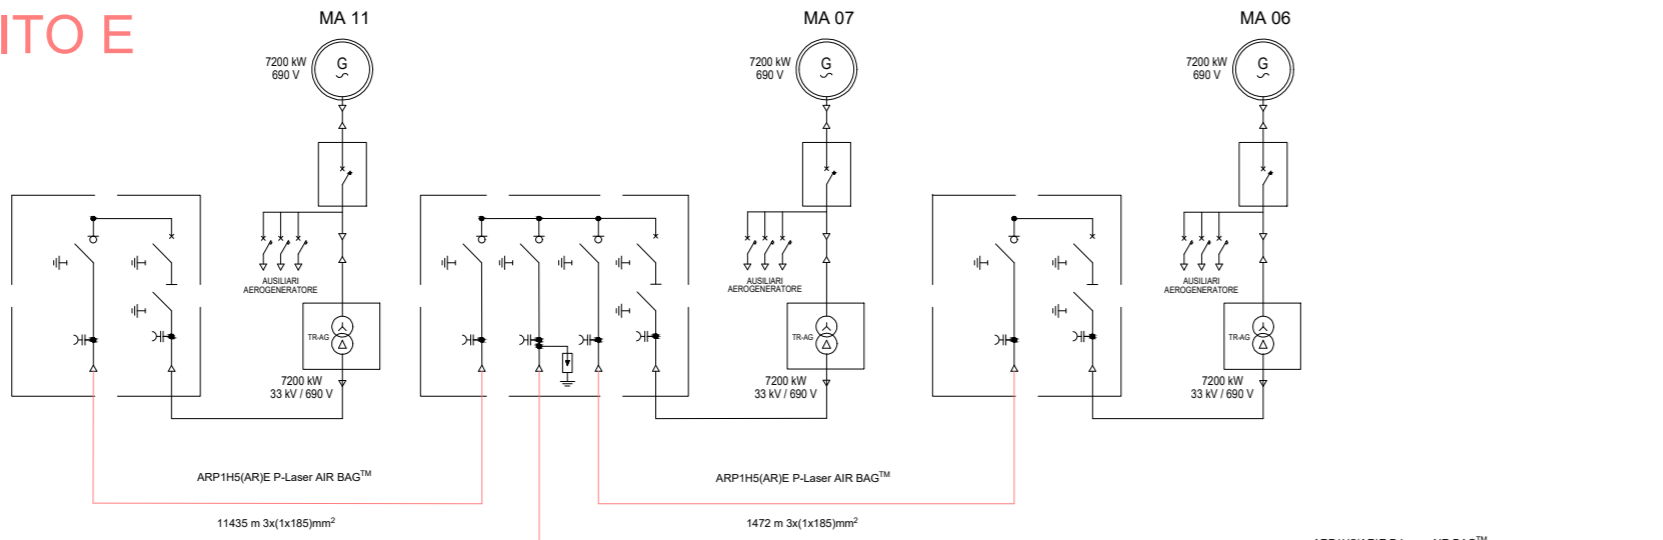 ITO E
MA 11
MA 07
MA 06
7200 kW
690 V
G
7200 kW
690 V
G
7200 kW
690 V
G
AUSILIARI
AEROGENERATORE
AUSILIARI
AEROGENERATORE
AUSILIARI
AEROGENERATORE
TR-AG
TR-AG
TR-AG
7200 kW
33 kV / 690 V
7200 kW
33 kV / 690 V
7200 kW
33 kV / 690 V
ARP1H5(AR)E P-Laser AIR BAG™
ARP1H5(AR)E P-Laser AIR BAG™
11435 m 3x(1x185)mm²
1472 m 3x(1x185)mm²